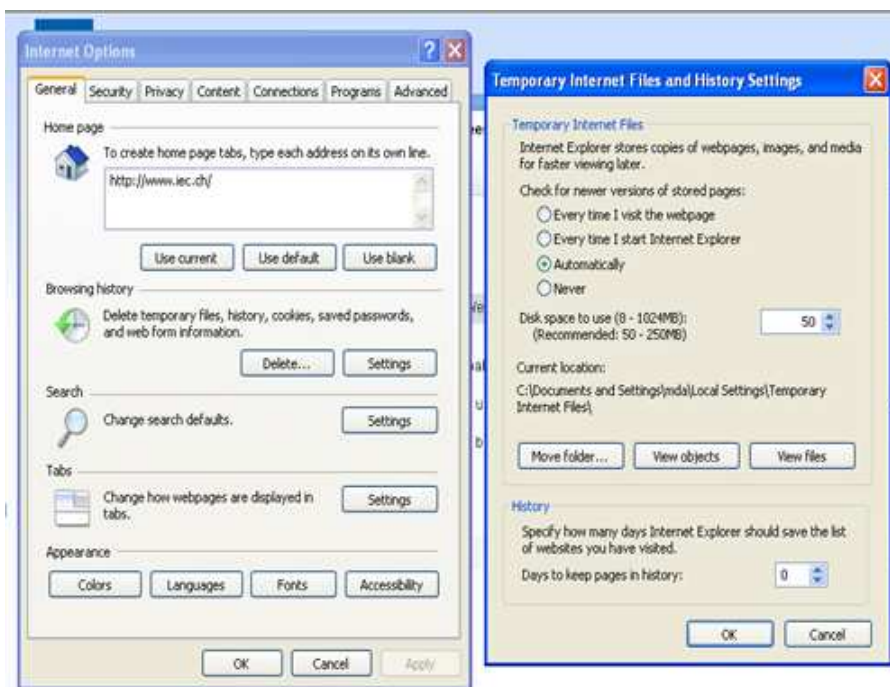 Internet Options
General Security Privacy Content Connections Programs Advanced
Home page
To create home page tabs, type each address on its own line.
http://www.iec.ch/
Use current Use default Use blank
Browsing history
Delete temporary files, history, cookies, saved passwords,
and web form information.
Delete... Settings
Search
Change search defaults.
Settings
Tabs
Change how webpages are displayed in
tabs.
Settings
Appearance
Colors Languages Fonts Accessibility
OK Cancel Apply
Temporary Internet Files and History Settings
Temporary Internet Files
Internet Explorer stores copies of webpages, images, and media
for faster viewing later.
Check for newer versions of stored pages:
Every time I visit the webpage
Every time I start Internet Explorer
Automatically
Never
Disk space to use (8 - 1024MB):
50
(Recommended: 50 - 250MB)
Current location:
C:\Documents and Settings\mda\Local Settings\Temporary
Internet Files\
Move folder... View objects View files
History
Specify how many days Internet Explorer should save the list
of websites you have visited.
Days to keep pages in history: 0
OK Cancel